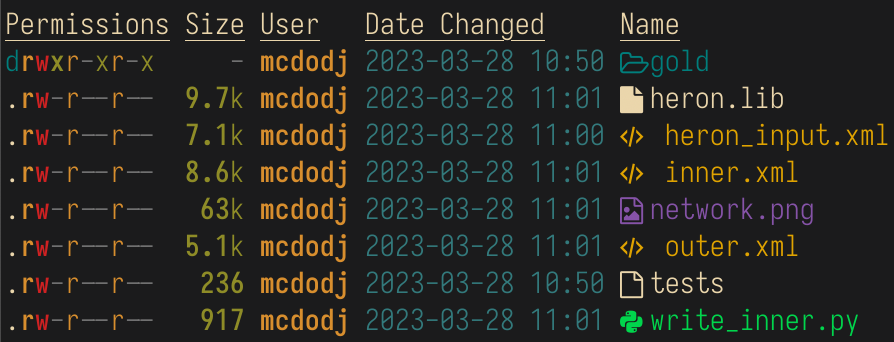 Permissions Size User Date Changed Name
drwxr-xr-x - mcdodj 2023-03-28 10:50 gold
.rw-r--r-- 9.7k mcdodj 2023-03-28 11:01 heron.lib
.rw-r--r-- 7.1k mcdodj 2023-03-28 11:00 heron_input.xml
.rw-r--r-- 8.6k mcdodj 2023-03-28 11:01 inner.xml
.rw-r--r-- 63k mcdodj 2023-03-28 11:01 network.png
.rw-r--r-- 5.1k mcdodj 2023-03-28 11:01 outer.xml
.rw-r--r-- 236 mcdodj 2023-03-28 10:50 tests
.rw-r--r-- 917 mcdodj 2023-03-28 11:01 write_inner.py